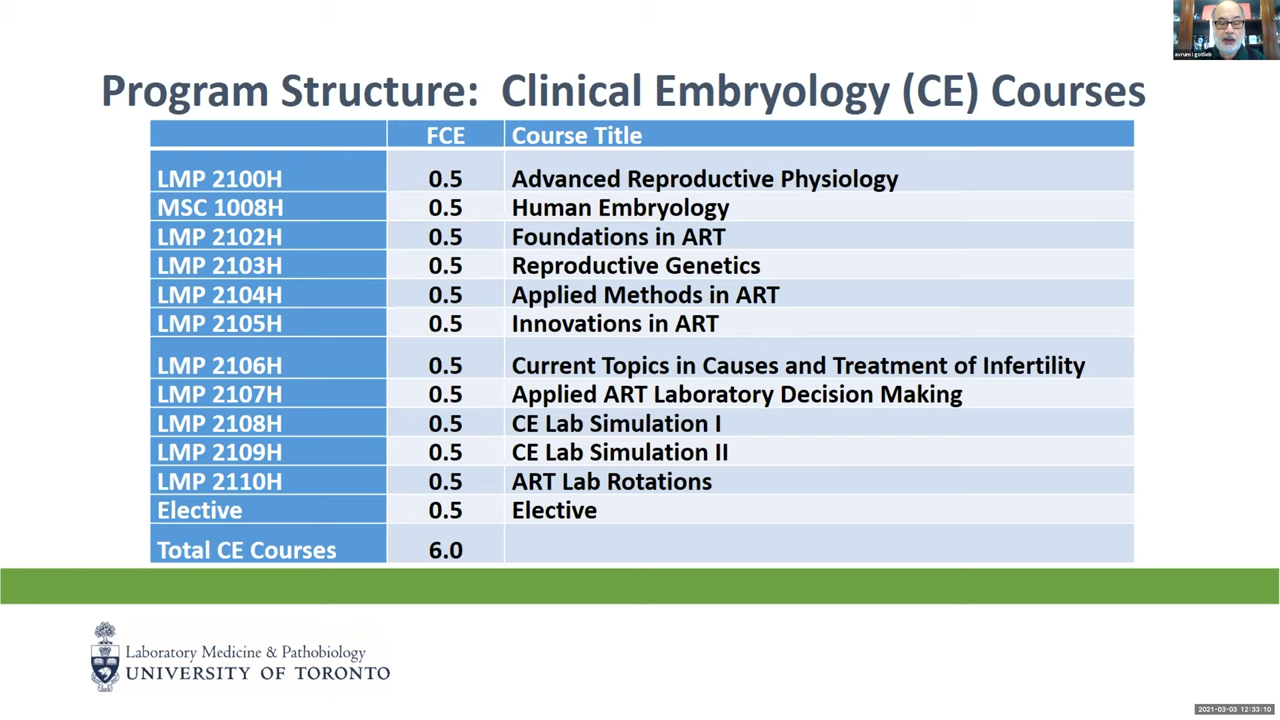 avrum i gotlieb
Program Structure: Clinical Embryology (CE) Courses
FCE Course Title
LMP 2100H 0.5 Advanced Reproductive Physiology
MSC 1008H 0.5 Human Embryology
LMP 2102H 0.5 Foundations in ART
LMP 2103H 0.5 Reproductive Genetics
LMP 2104H 0.5 Applied Methods in ART
LMP 2105H 0.5 Innovations in ART
LMP 2106H 0.5 Current Topics in Causes and Treatment of Infertility
LMP 2107H 0.5 Applied ART Laboratory Decision Making
LMP 2108H 0.5 CE Lab Simulation I
LMP 2109H 0.5 CE Lab Simulation II
LMP 2110H 0.5 ART Lab Rotations
Elective 0.5 Elective
Total CE Courses 6.0
Laboratory Medicine & Pathobiology
UNIVERSITY OF TORONTO
2021-03-03 12:33:10